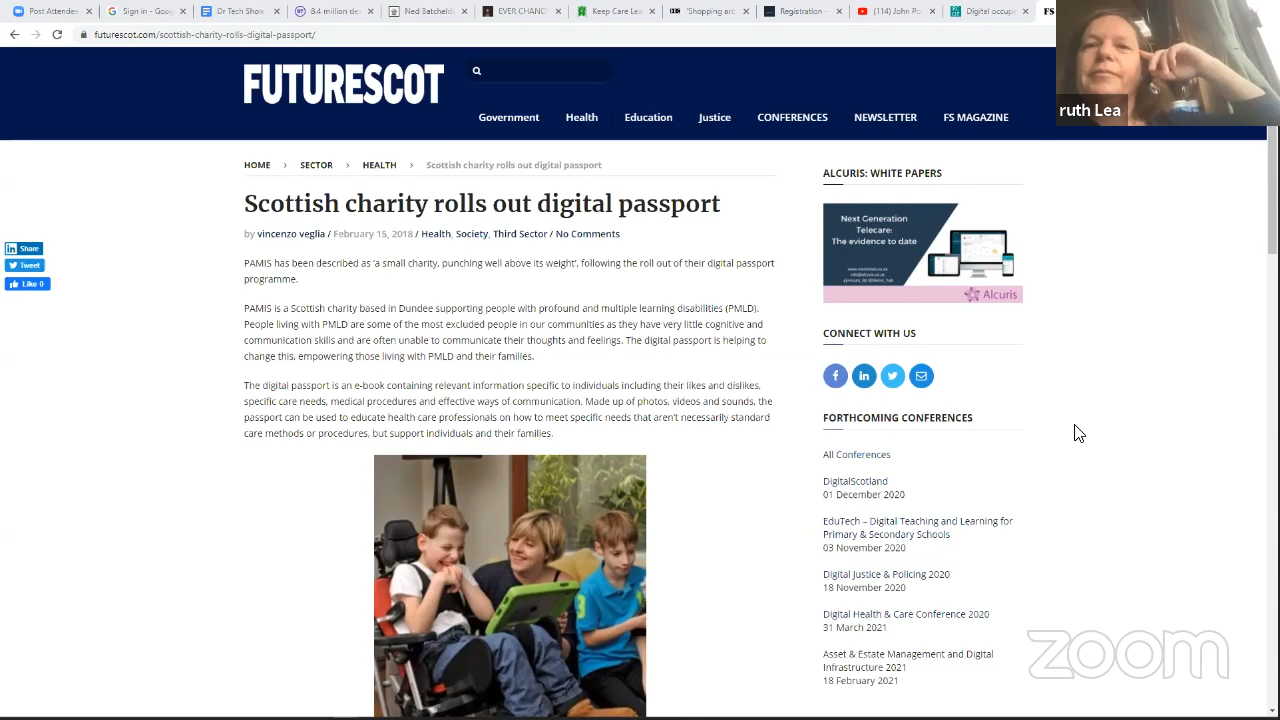 Post Attendee
Sign in - Goog
Dr Tech Show
8.4 million de
Ned Batcheld
EVER CHANC
Keep Care Le
'Shopping ar
Registration -
(114) John Po
Digital occupe
FS
futurescot.com/scottish-charity-rolls-digital-passport/
FUTURESCOT
Government Health Education Justice CONFERENCES NEWSLETTER FS MAGAZINE
ruth Lea
HOME > SECTOR > HEALTH > Scottish charity rolls out digital passport
Scottish charity rolls out digital passport
by vincenzo veglia / February 15, 2018 / Health, Society, Third Sector / No Comments
Share
Tweet
Like 0
PAMIS has been described as 'a small charity, punching well above its weight', following the roll out of their digital passport
programme.
PAMIS is a Scottish charity based in Dundee supporting people with profound and multiple learning disabilities (PMLD).
People living with PMLD are some of the most excluded people in our communities as they have very little cognitive and
communication skills and are often unable to communicate their thoughts and feelings. The digital passport is helping to
change this, empowering those living with PMLD and their families.
The digital passport is an e-book containing relevant information specific to individuals including their likes and dislikes,
specific care needs, medical procedures and effective ways of communication. Made up of photos, videos and sounds, the
passport can be used to educate health care professionals on how to meet specific needs that aren't necessarily standard
care methods or procedures, but support individuals and their families.
ALCURIS: WHITE PAPERS
Next Generation
Telecare:
The evidence to date
Alcuris
CONNECT WITH US
FORTHCOMING CONFERENCES
All Conferences
DigitalScotland
01 December 2020
EduTech – Digital Teaching and Learning for
Primary & Secondary Schools
03 November 2020
Digital Justice & Policing 2020
18 November 2020
Digital Health & Care Conference 2020
31 March 2021
Asset & Estate Management and Digital
Infrastructure 2021
18 February 2021
zoom